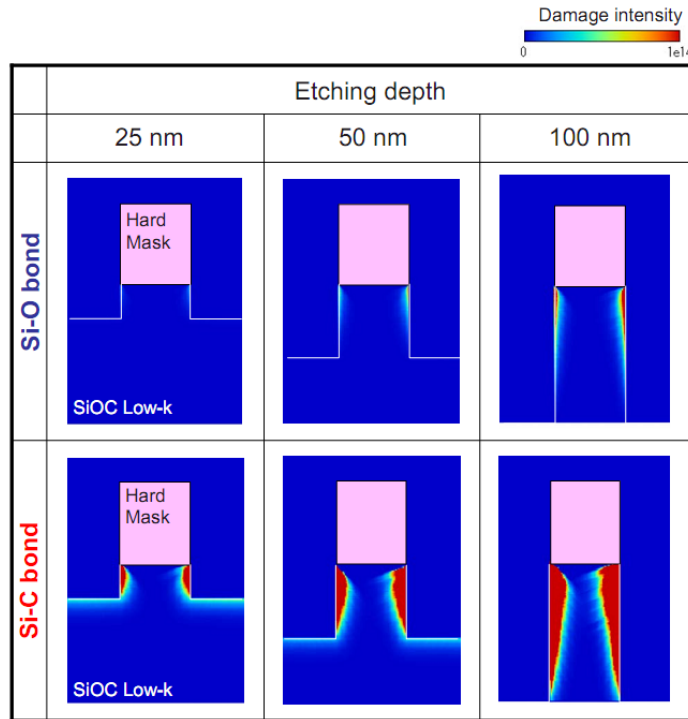 Damage intensity
0 1e14
Etching depth
25 nm 50 nm 100 nm
Si-O bond
Hard
Mask
SiOC Low-k
Si-C bond
Hard
Mask
SiOC Low-k